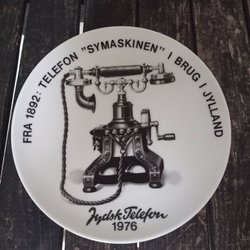 FRA 1892: TELEFON "SYMASKINEN" I BRUG I JYLLAND
Jydsk Telefon
1976